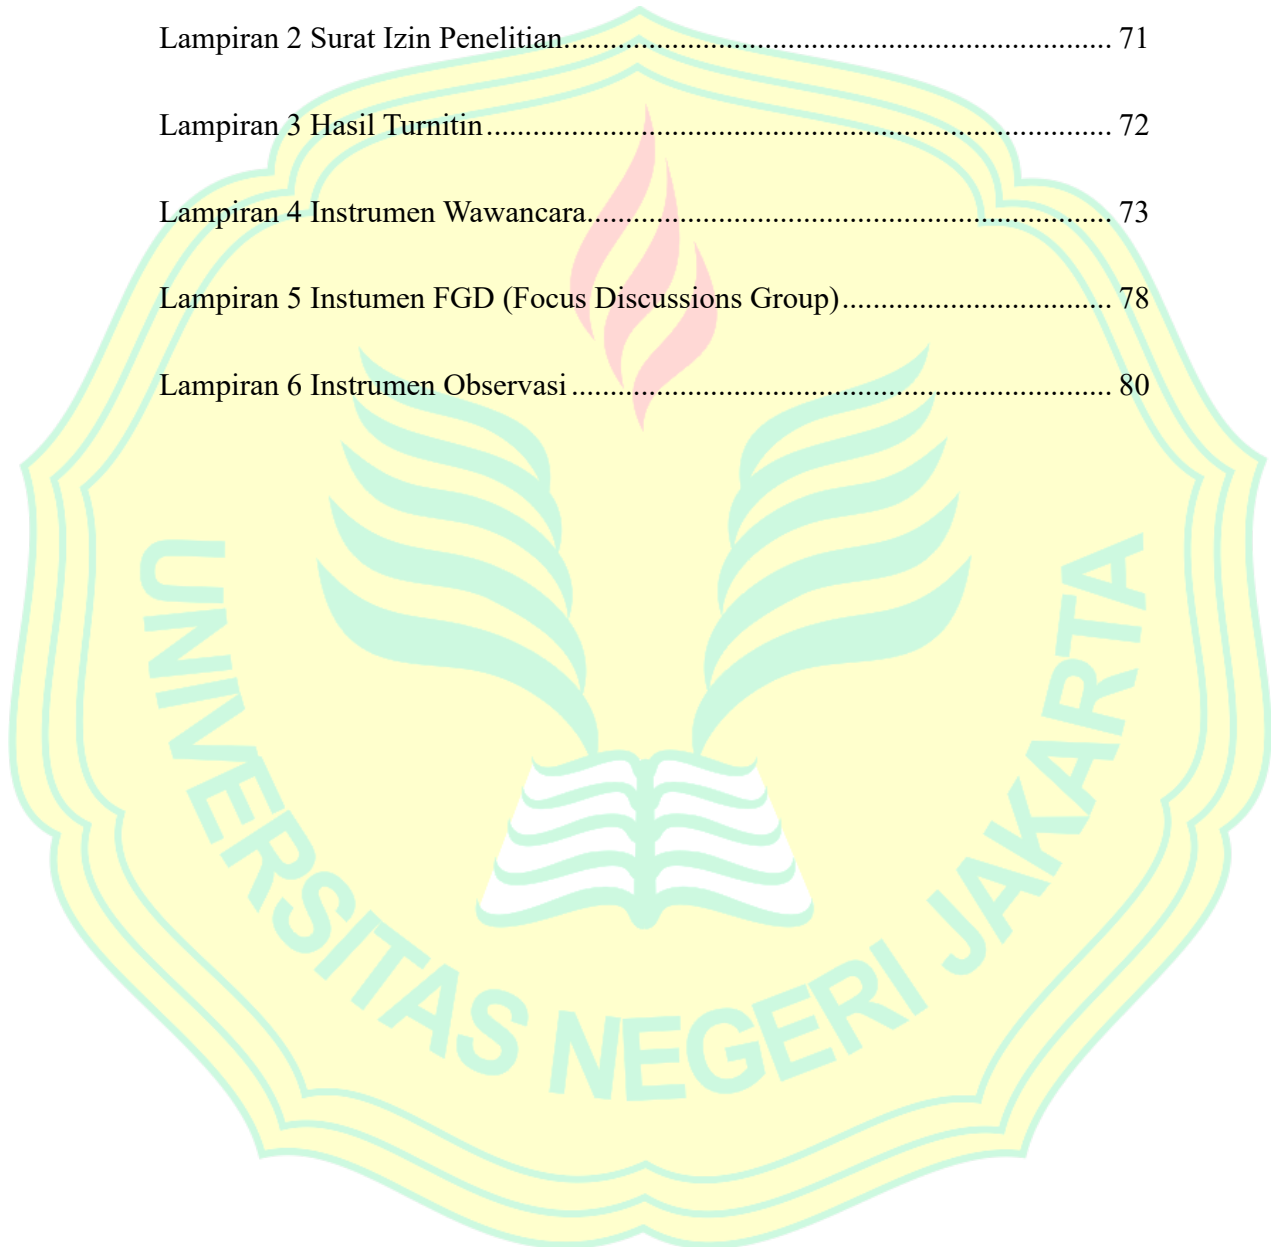 Lampiran 2 Surat Izin Penelitian....................................................................... 71
Lampiran 3 Hasil Turnitin................................................................................. 72
Lampiran 4 Instrumen Wawancara.................................................................... 73
Lampiran 5 Instumen FGD (Focus Discussions Group)................................... 78
Lampiran 6 Instrumen Observasi...................................................................... 80
UNIVERSITAS NEGERI JAKARTA